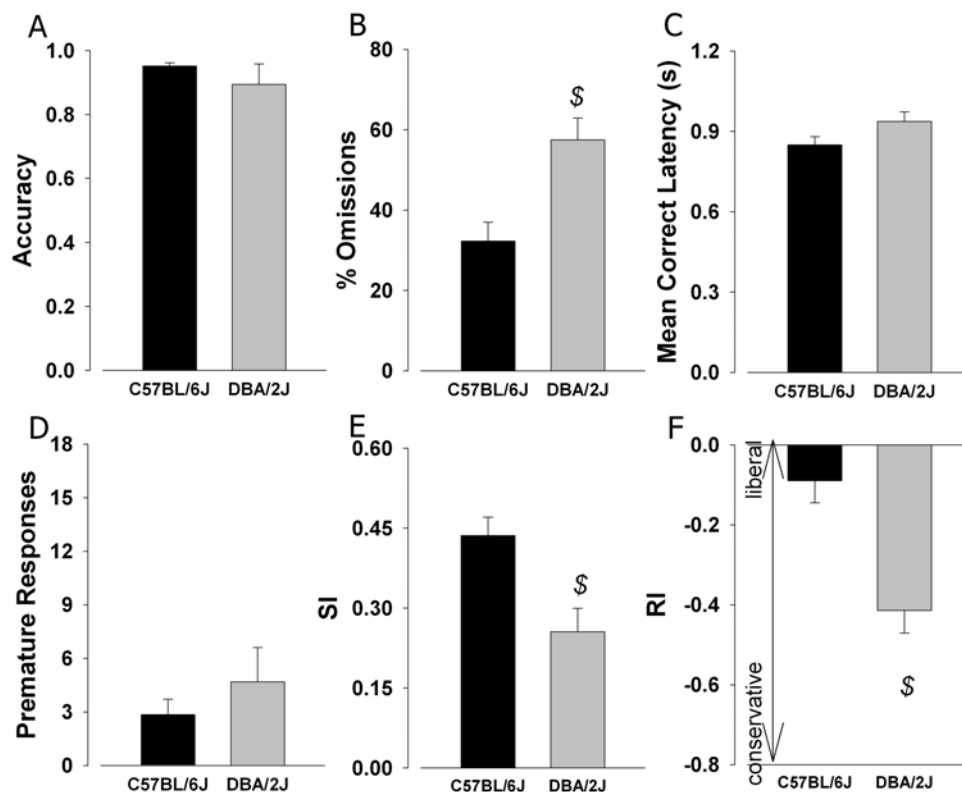 A
Accuracy
1.0
0.8
0.6
0.4
0.2
0.0
C57BL/6J DBA/2J
B
% Omissions
80
60
40
20
0
$
C57BL/6J DBA/2J
C
Mean Correct Latency (s)
1.2
0.9
0.6
0.3
0.0
C57BL/6J DBA/2J
D
Premature Responses
18
15
12
9
6
3
0
C57BL/6J DBA/2J
E
SI
0.60
0.45
0.30
0.15
0.00
$
C57BL/6J DBA/2J
F
RI
0.0
-0.2
-0.4
-0.6
-0.8
liberal
conservative
$
C57BL/6J DBA/2J